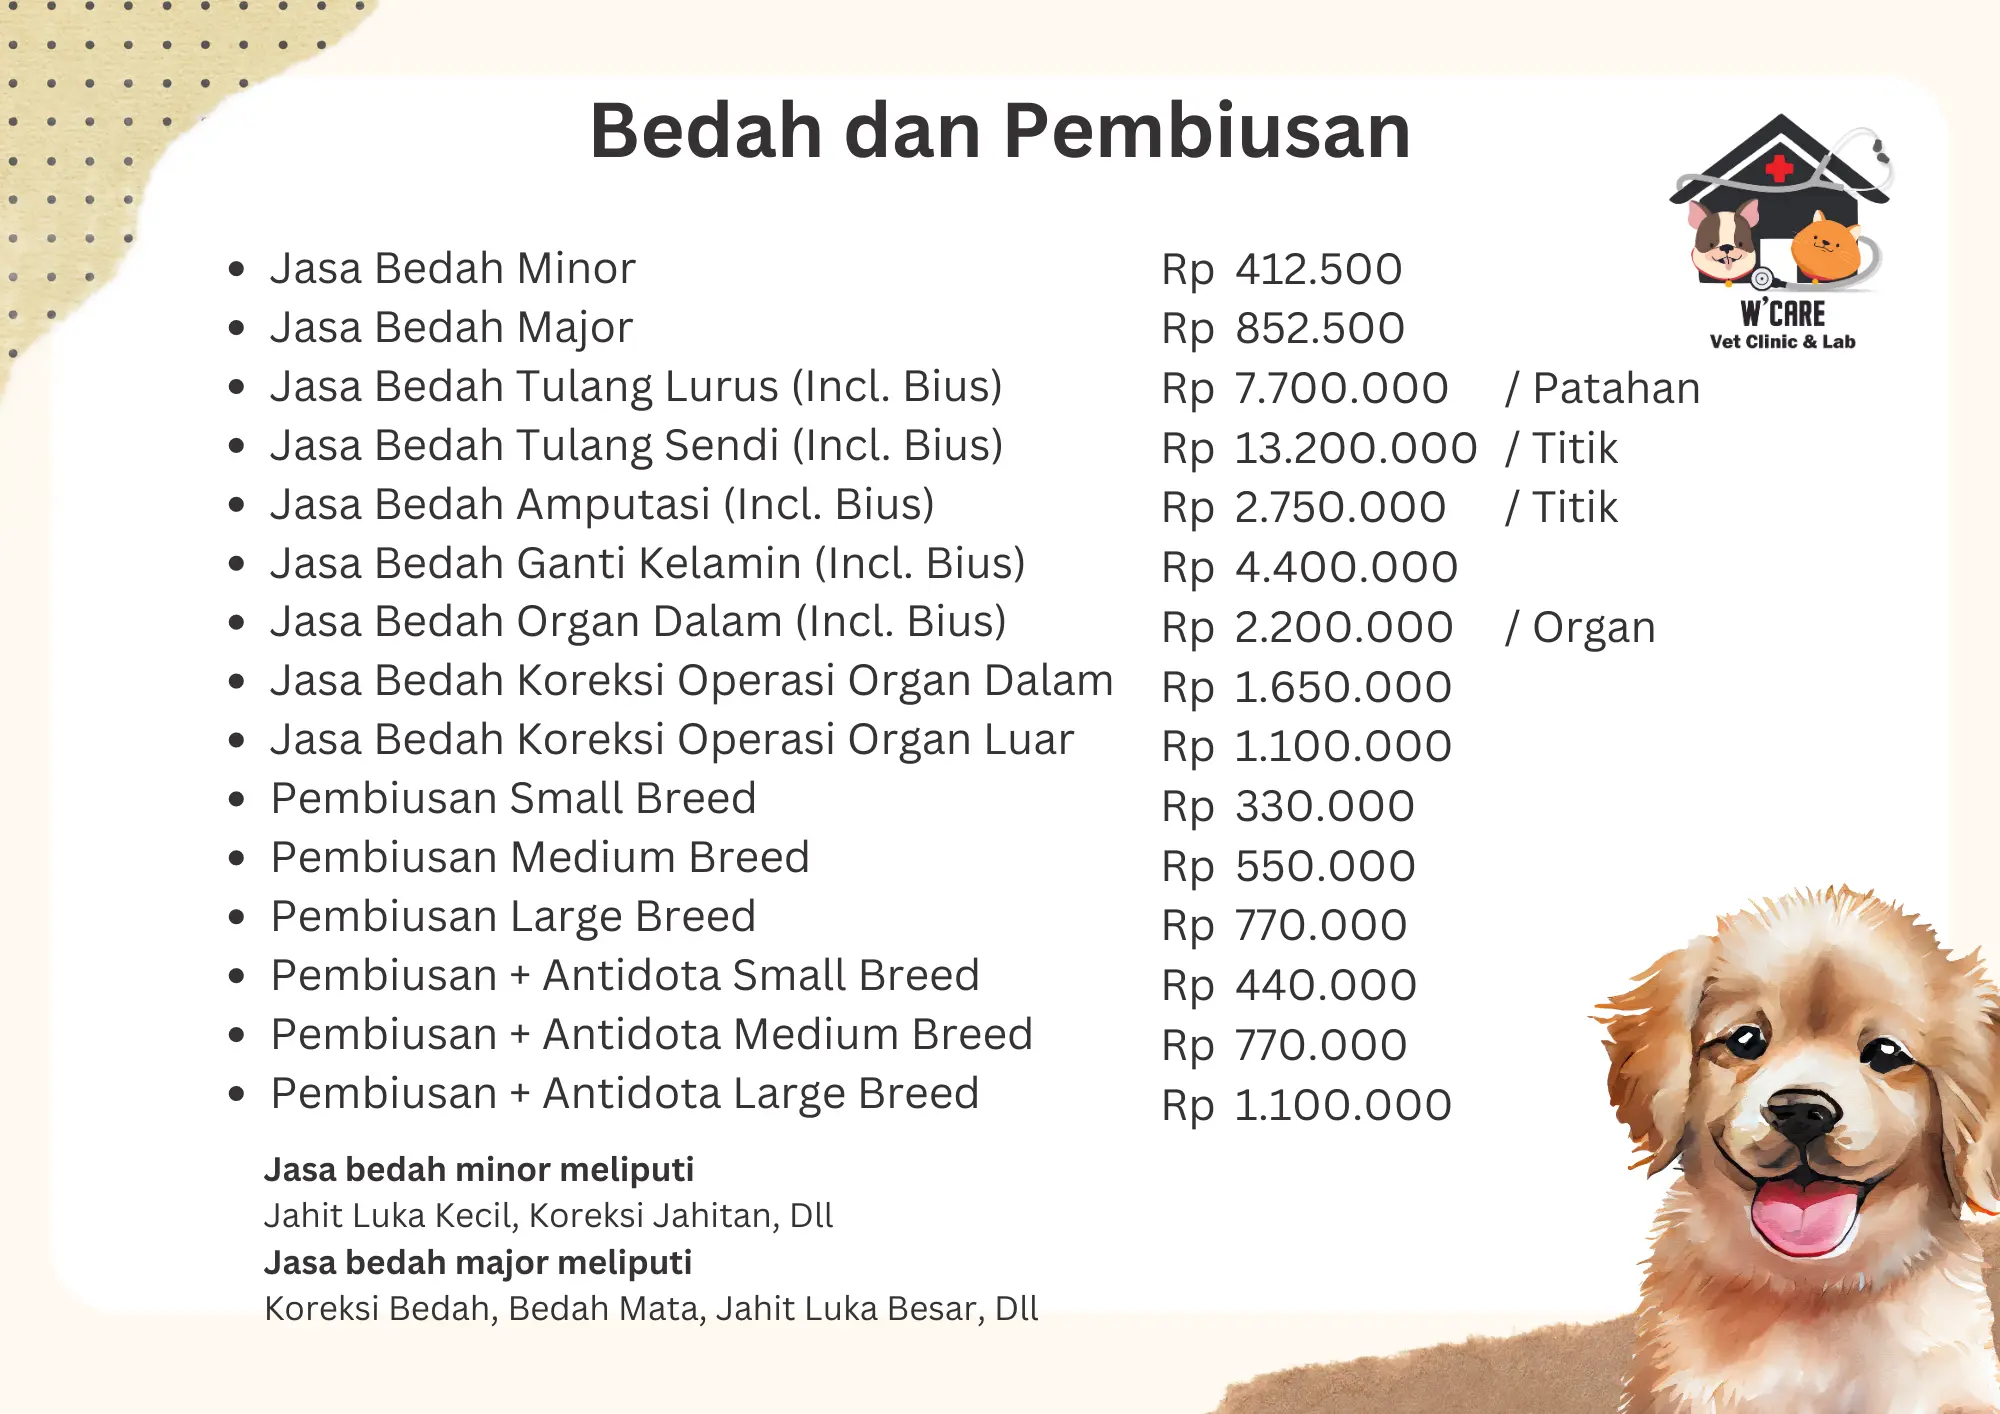 Bedah dan Pembiusan
W'CARE
Vet Clinic & Lab
• Jasa Bedah Minor Rp 412.500
• Jasa Bedah Major Rp 852.500
• Jasa Bedah Tulang Lurus (Incl. Bius) Rp 7.700.000 / Patahan
• Jasa Bedah Tulang Sendi (Incl. Bius) Rp 13.200.000 / Titik
• Jasa Bedah Amputasi (Incl. Bius) Rp 2.750.000 / Titik
• Jasa Bedah Ganti Kelamin (Incl. Bius) Rp 4.400.000
• Jasa Bedah Organ Dalam (Incl. Bius) Rp 2.200.000 / Organ
• Jasa Bedah Koreksi Operasi Organ Dalam Rp 1.650.000
• Jasa Bedah Koreksi Operasi Organ Luar Rp 1.100.000
• Pembiusan Small Breed Rp 330.000
• Pembiusan Medium Breed Rp 550.000
• Pembiusan Large Breed Rp 770.000
• Pembiusan + Antidota Small Breed Rp 440.000
• Pembiusan + Antidota Medium Breed Rp 770.000
• Pembiusan + Antidota Large Breed Rp 1.100.000
Jasa bedah minor meliputi
Jahit Luka Kecil, Koreksi Jahitan, Dll
Jasa bedah major meliputi
Koreksi Bedah, Bedah Mata, Jahit Luka Besar, Dll